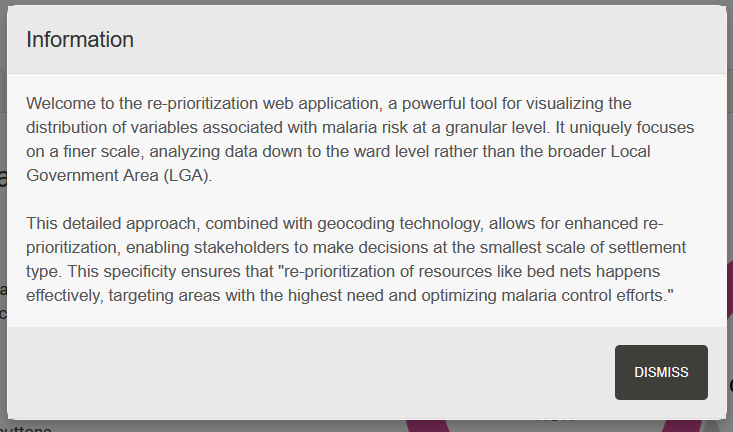 Information
Welcome to the re-prioritization web application, a powerful tool for visualizing the
distribution of variables associated with malaria risk at a granular level. It uniquely focuses
on a finer scale, analyzing data down to the ward level rather than the broader Local
Government Area (LGA).
This detailed approach, combined with geocoding technology, allows for enhanced re-
prioritization, enabling stakeholders to make decisions at the smallest scale of settlement
type. This specificity ensures that "re-prioritization of resources like bed nets happens
effectively, targeting areas with the highest need and optimizing malaria control efforts."
DISMISS